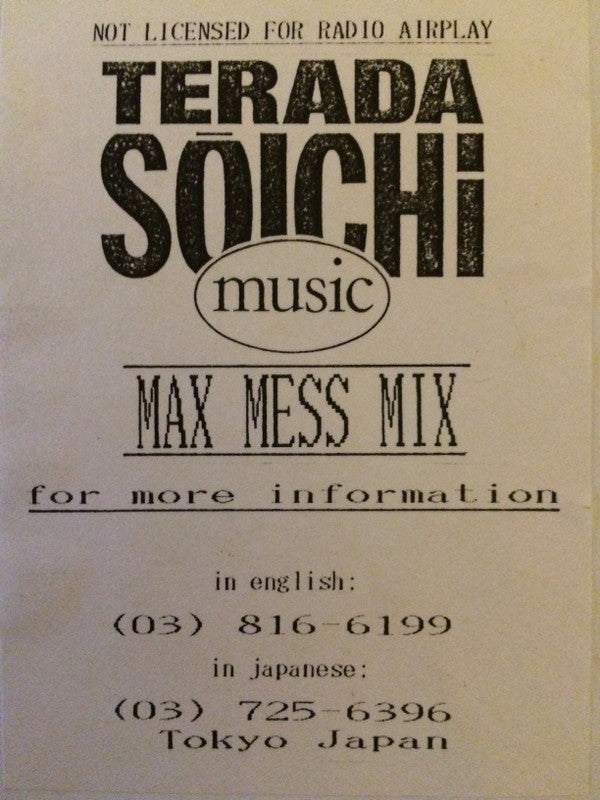 NOT LICENSED FOR RADIO AIRPLAY
TERADA
SŌICHi
music
MAX MESS MIX
for more information
in english:
(03) 816-6199
in japanese:
(03) 725-6396
Tokyo Japan